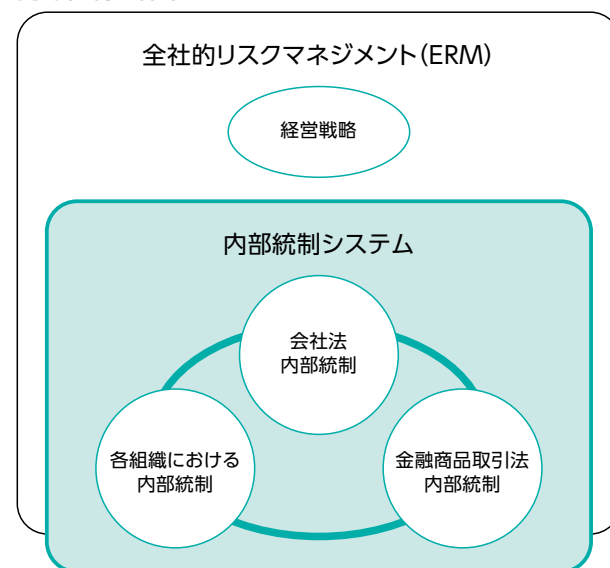 全社的リスクマネジメント（ERM）
経営戦略
内部統制システム
会社法
内部統制
各組織における
内部統制
金融商品取引法
内部統制